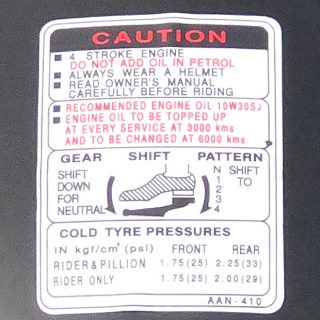 CAUTION
4 STROKE ENGINE
DO NOT ADD OIL IN PETROL
ALWAYS WEAR A HELMET
READ OWNER'S MANUAL
CAREFULLY BEFORE RIDING
RECOMMENDED ENGINE OIL 10W30SJ
ENGINE OIL TO BE TOPPED UP
AT EVERY SERVICE AT 3000 kms
AND TO BE CHANGED AT 6000 kms
GEAR SHIFT PATTERN
SHIFT DOWN FOR NEUTRAL
N 1 2 3 4
SHIFT TO
COLD TYRE PRESSURES
IN kgf/cm² (psi) FRONT REAR
RIDER & PILLION 1.75(25) 2.25(33)
RIDER ONLY 1.75(25) 2.00(29)
AAN-410